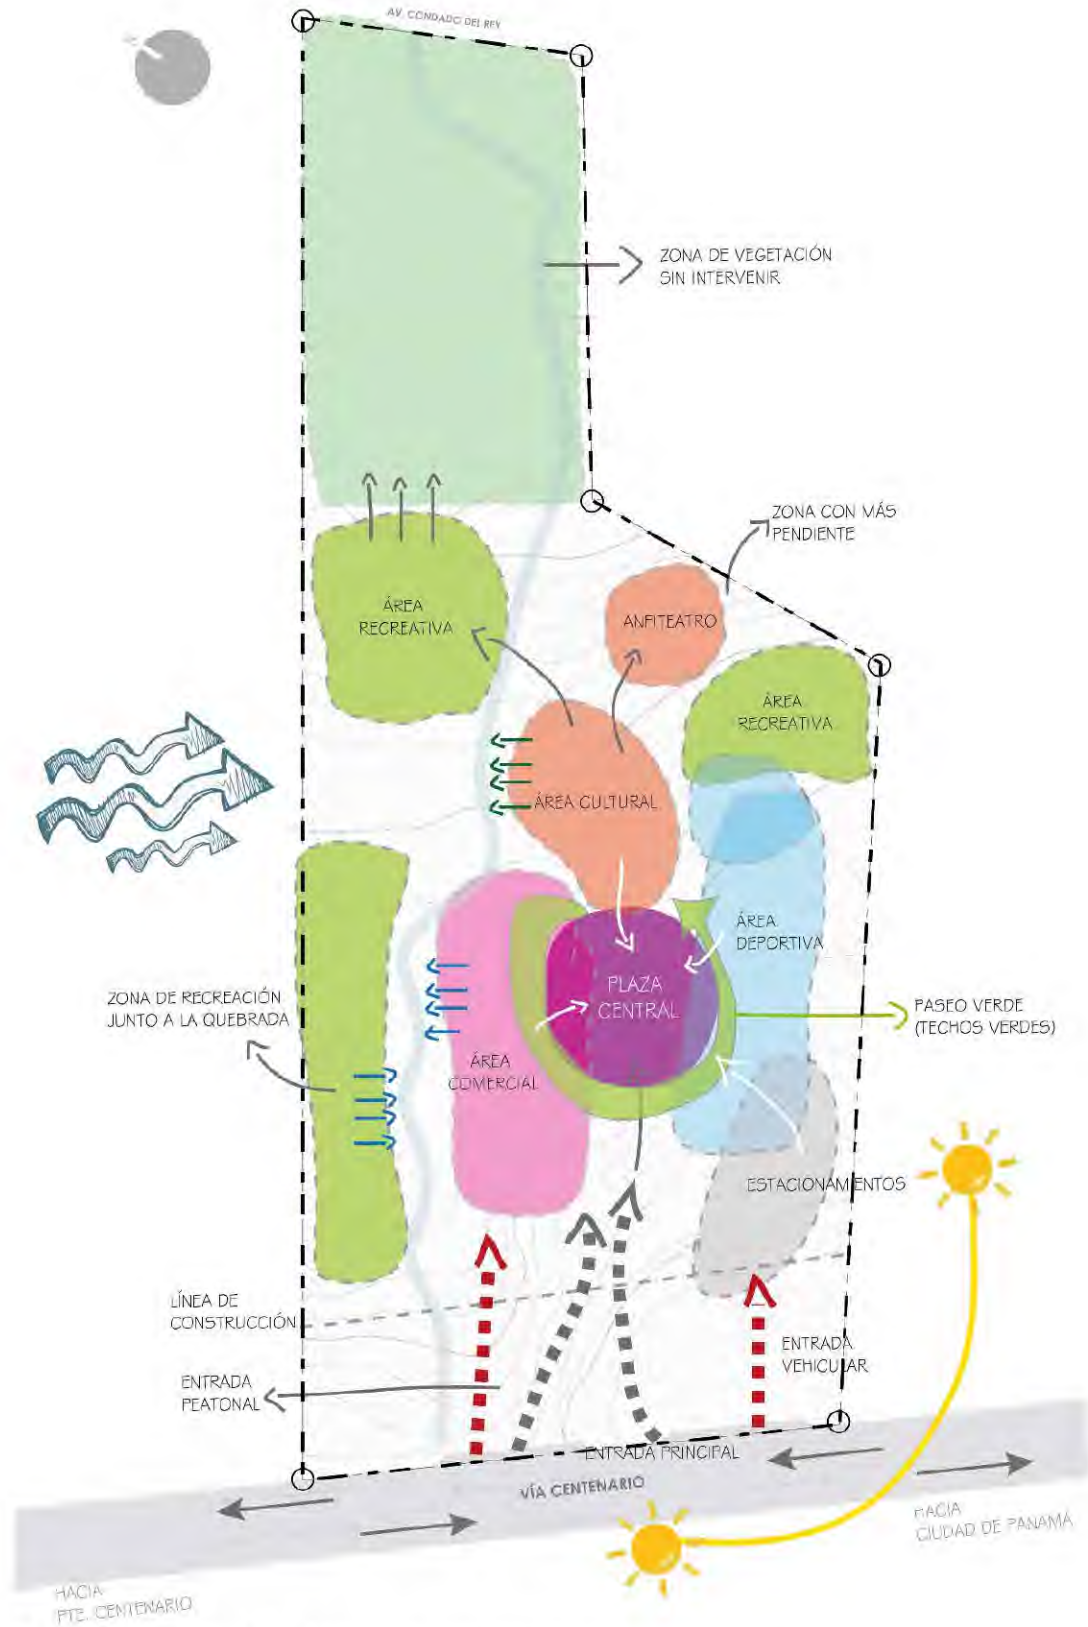 AV. CONDADO DEL REY
ZONA DE VEGETACIÓN
SIN INTERVENIR
ZONA CON MÁS
PENDIENTE
ÁREA
RECREATIVA
ANFITEATRO
ÁREA
RECREATIVA
ÁREA CULTURAL
ÁREA
DEPORTIVA
PLAZA
CENTRAL
ZONA DE RECREACIÓN
JUNTO A LA QUEBRADA
PASEO VERDE
(TECHOS VERDES)
ÁREA
COMERCIAL
ESTACIONAMIENTOS
LÍNEA DE
CONSTRUCCIÓN
ENTRADA
VEHICULAR
ENTRADA
PEATONAL
ENTRADA PRINCIPAL
VÍA CENTENARIO
HACIA
CIUDAD DE PANAMÁ
HACIA
PTE. CENTENARIO